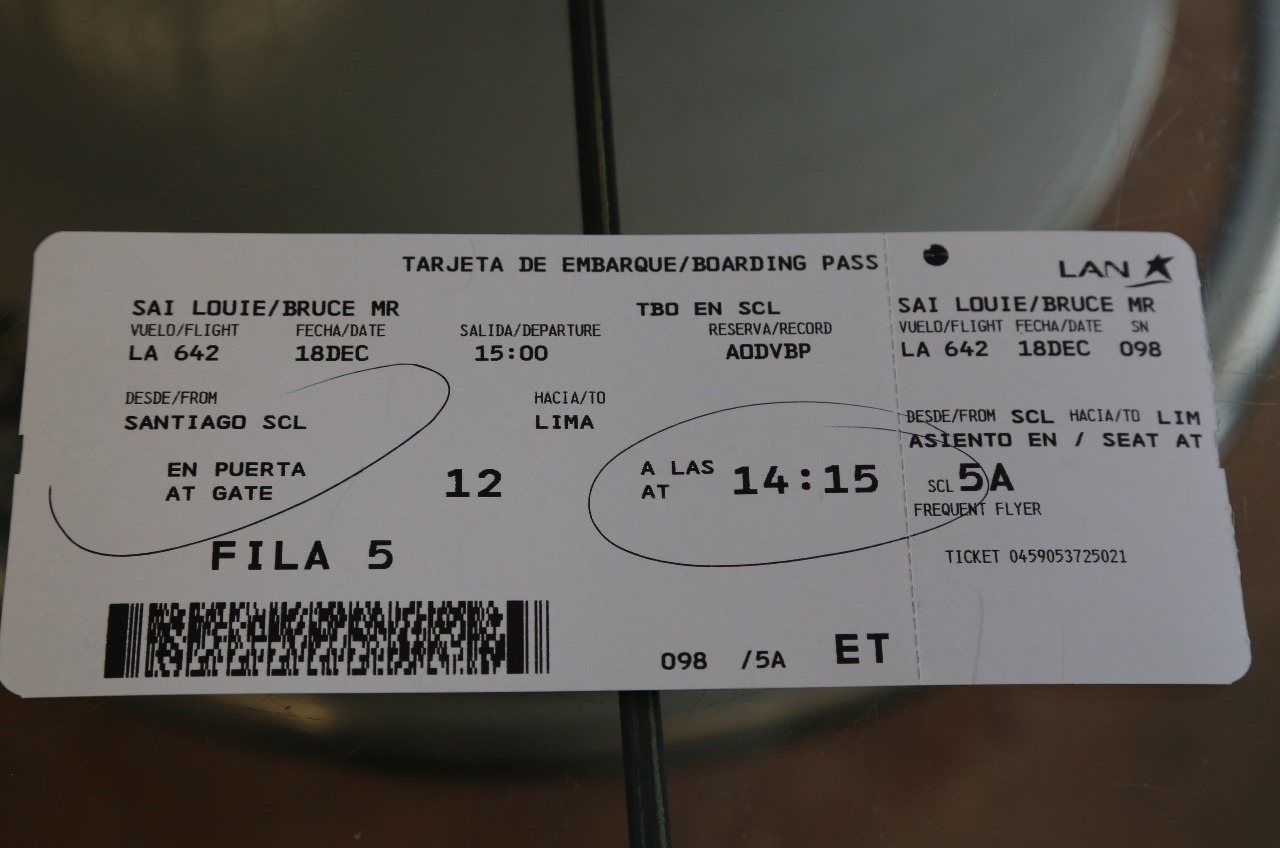 TARJETA DE EMBARQUE/BOARDING PASS
LAN
SAI LOUIE/BRUCE MR
TBO EN SCL
VUELO/FLIGHT FECHA/DATE SALIDA/DEPARTURE RESERVA/RECORD
LA 642 18DEC 15:00 AODVBP
DESDE/FROM HACIA/TO
SANTIAGO SCL LIMA
EN PUERTA
AT GATE
12
A LAS
AT
14:15
FILA 5
098 /5A ET
SAI LOUIE/BRUCE MR
VUELO/FLIGHT FECHA/DATE SN
LA 642 18DEC 098
DESDE/FROM SCL HACIA/TO LIM
ASIENTO EN / SEAT AT
SCL 5A
FREQUENT FLYER
TICKET 0459053725021